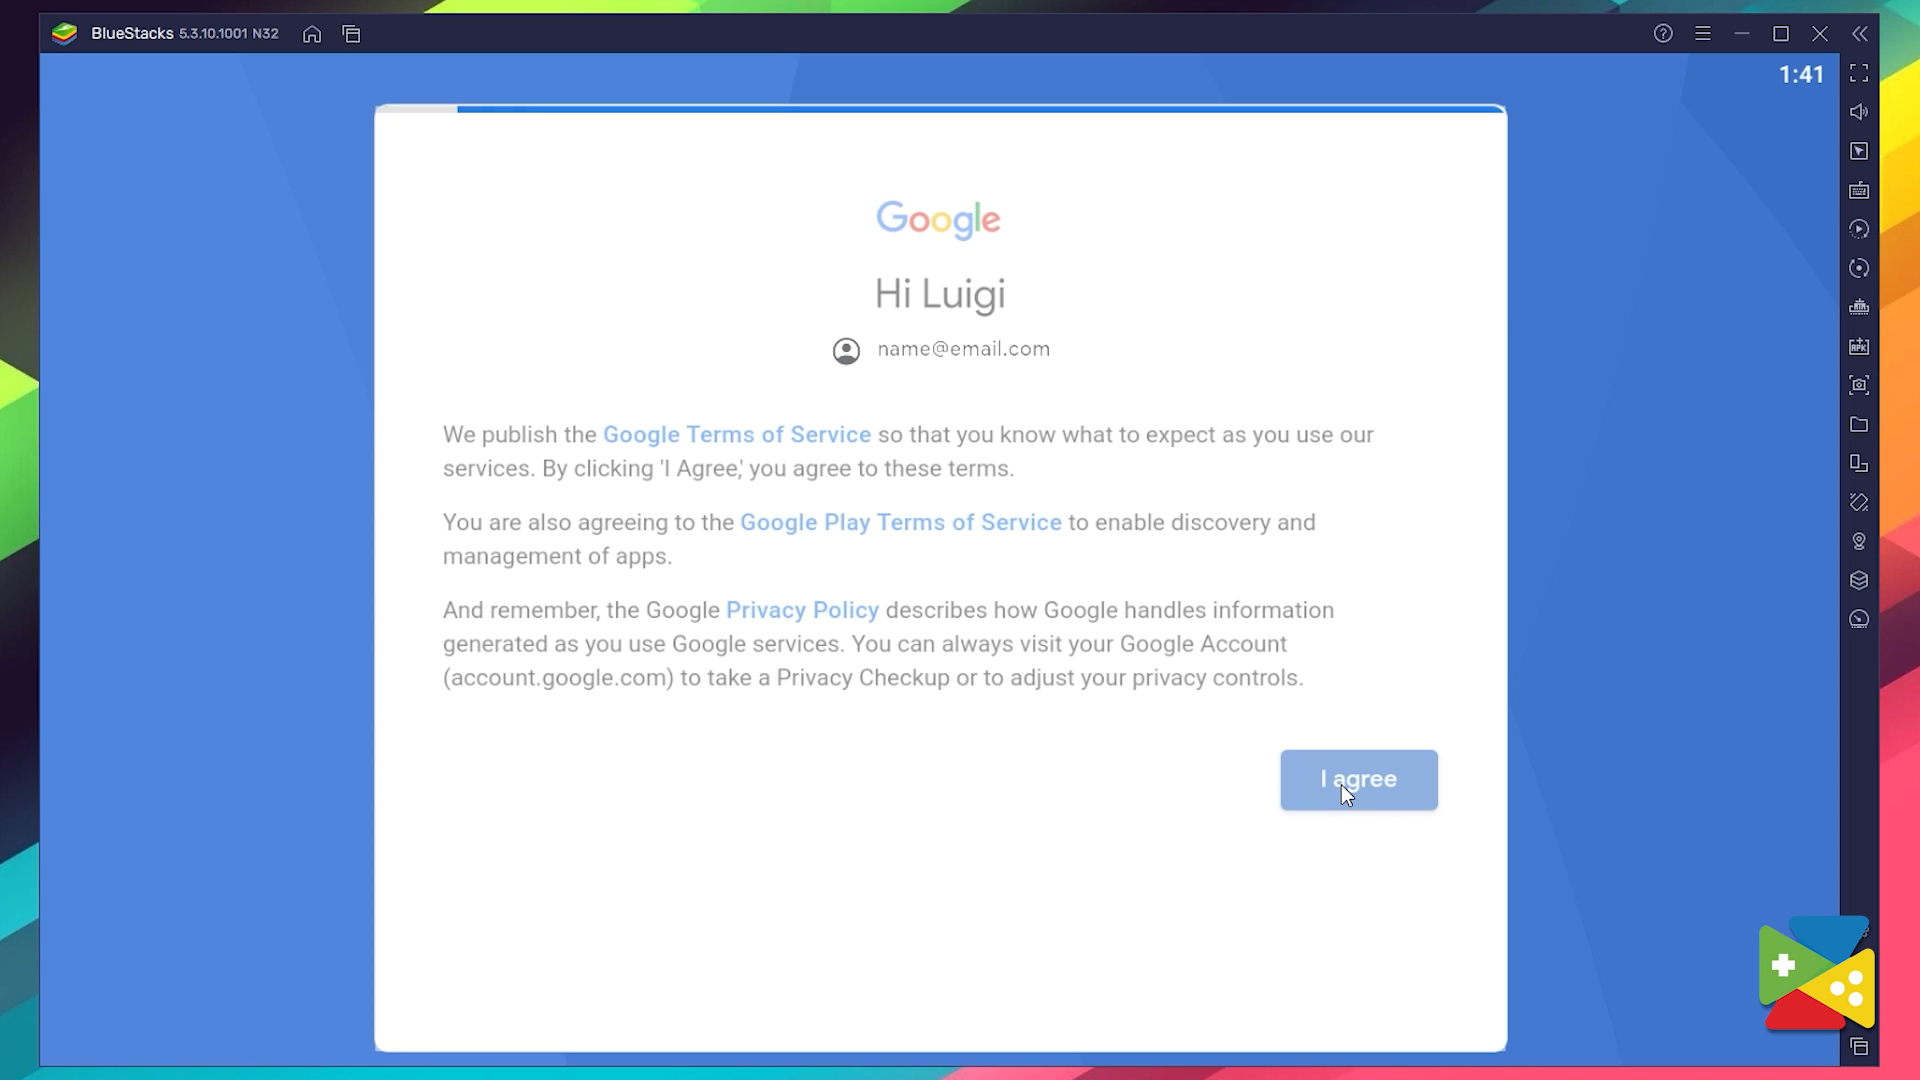 BlueStacks 5.3.10.1001 N32
1:41
Google
Hi Luigi
name@email.com
We publish the Google Terms of Service so that you know what to expect as you use our
services. By clicking 'I Agree,' you agree to these terms.
You are also agreeing to the Google Play Terms of Service to enable discovery and
management of apps.
And remember, the Google Privacy Policy describes how Google handles information
generated as you use Google services. You can always visit your Google Account
(account.google.com) to take a Privacy Checkup or to adjust your privacy controls.
I agree
APK